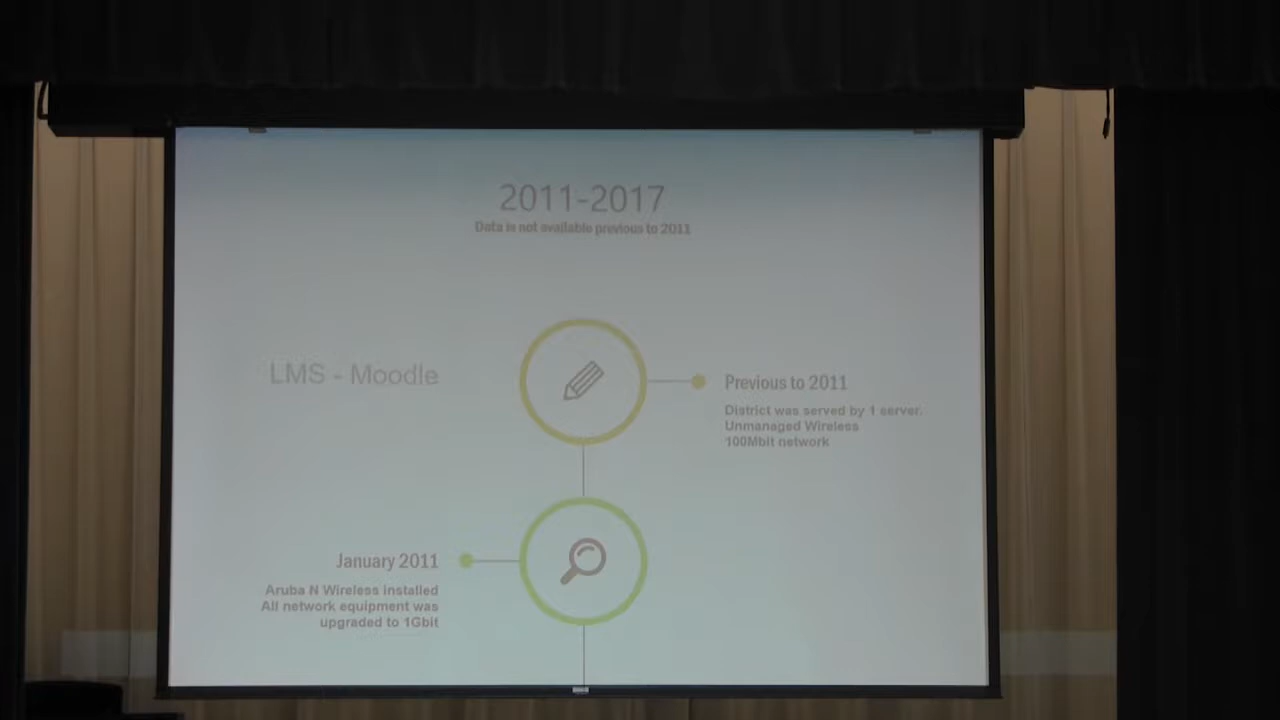 2011-2017
Data is not available previous to 2011
LMS - Moodle
Previous to 2011
District was served by 1 server.
Unmanaged Wireless
100Mbit network
January 2011
Aruba N Wireless installed
All network equipment was
upgraded to 1Gbit